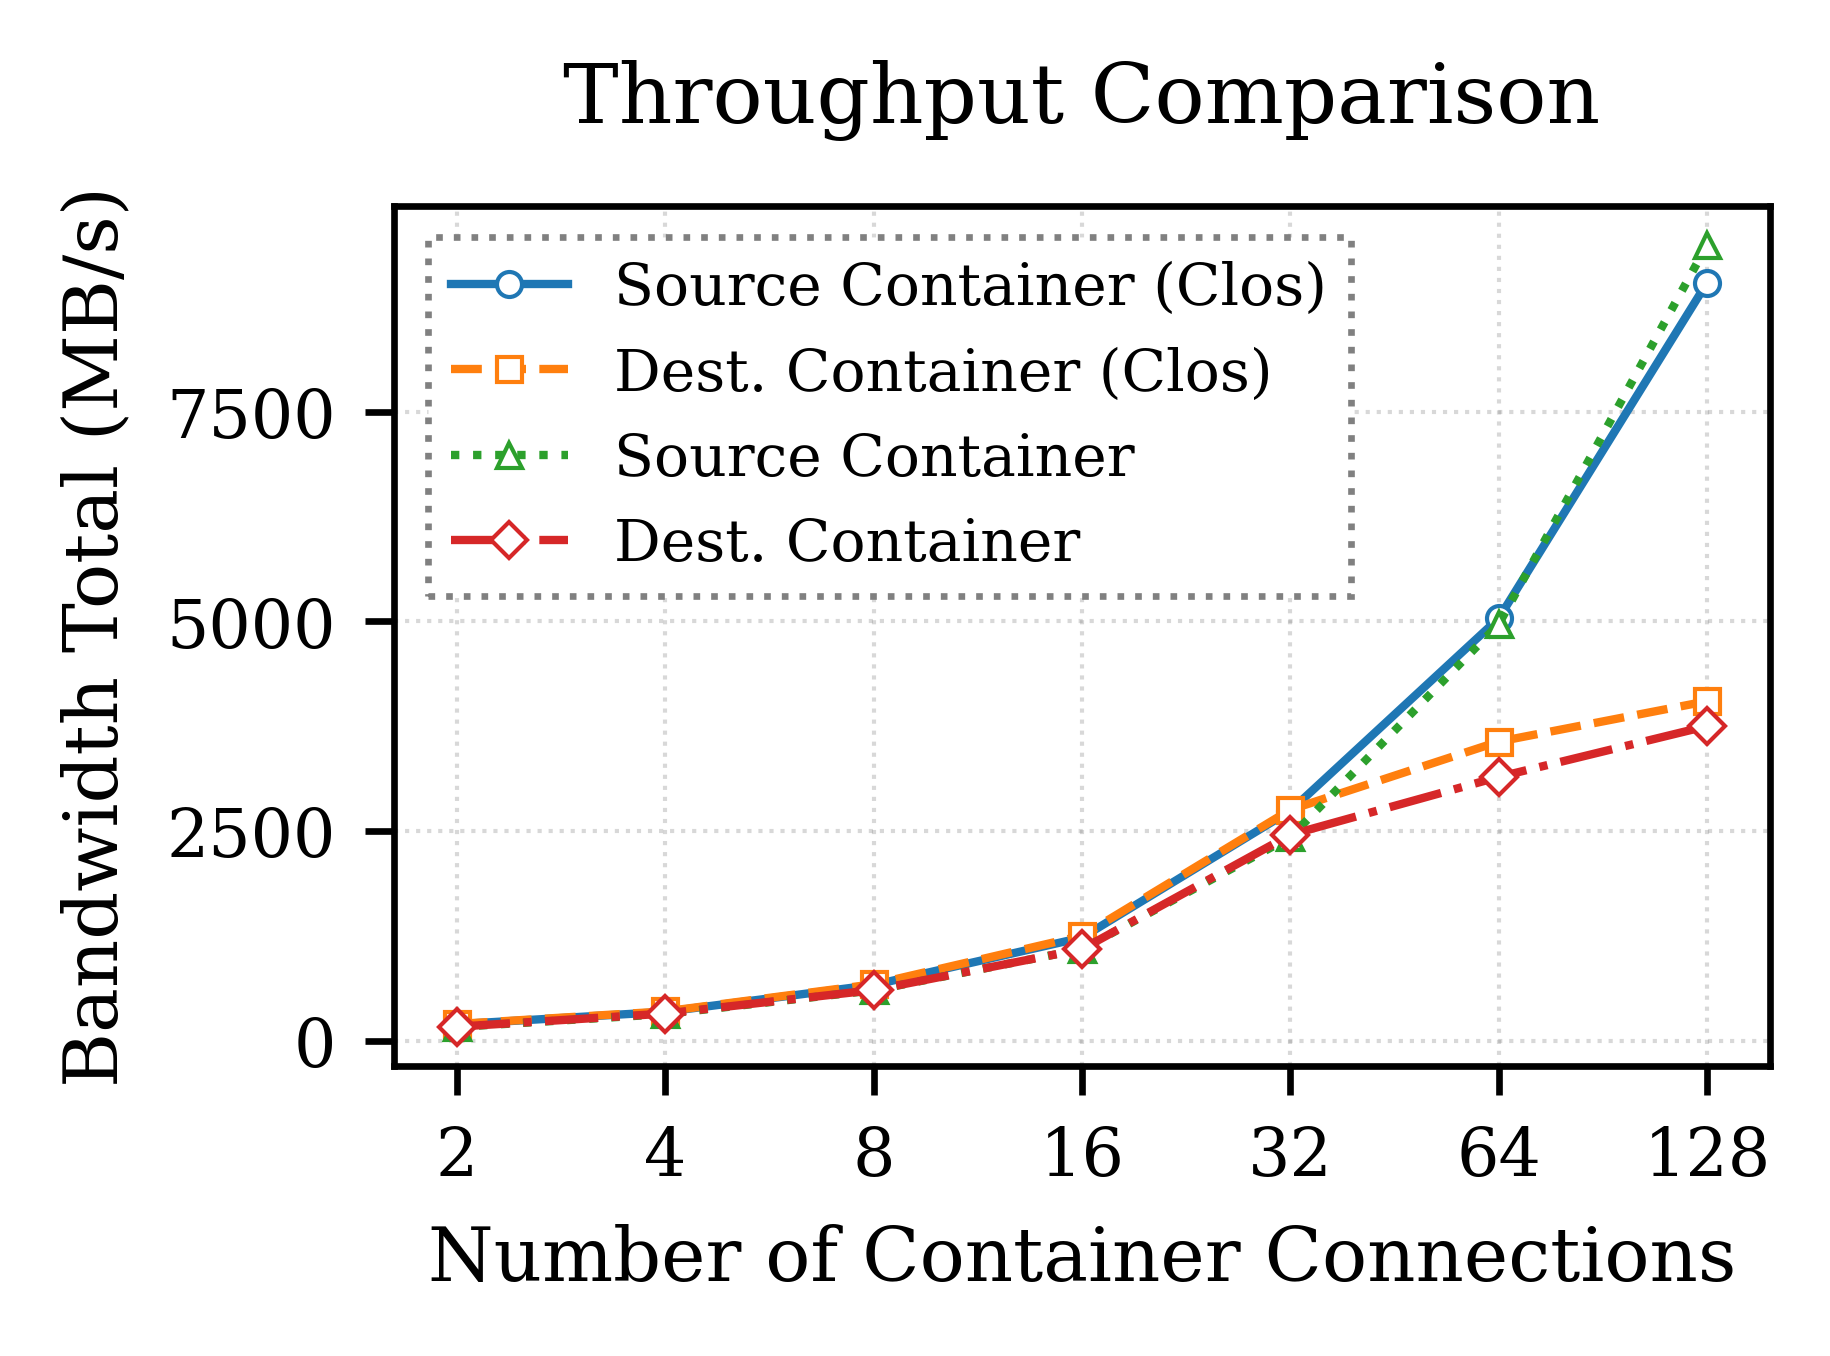 Throughput Comparison
Bandwidth Total (MB/s)
Source Container (Clos)
Dest. Container (Clos)
Source Container
Dest. Container
7500
5000
2500
0
2 4 8 16 32 64 128
Number of Container Connections